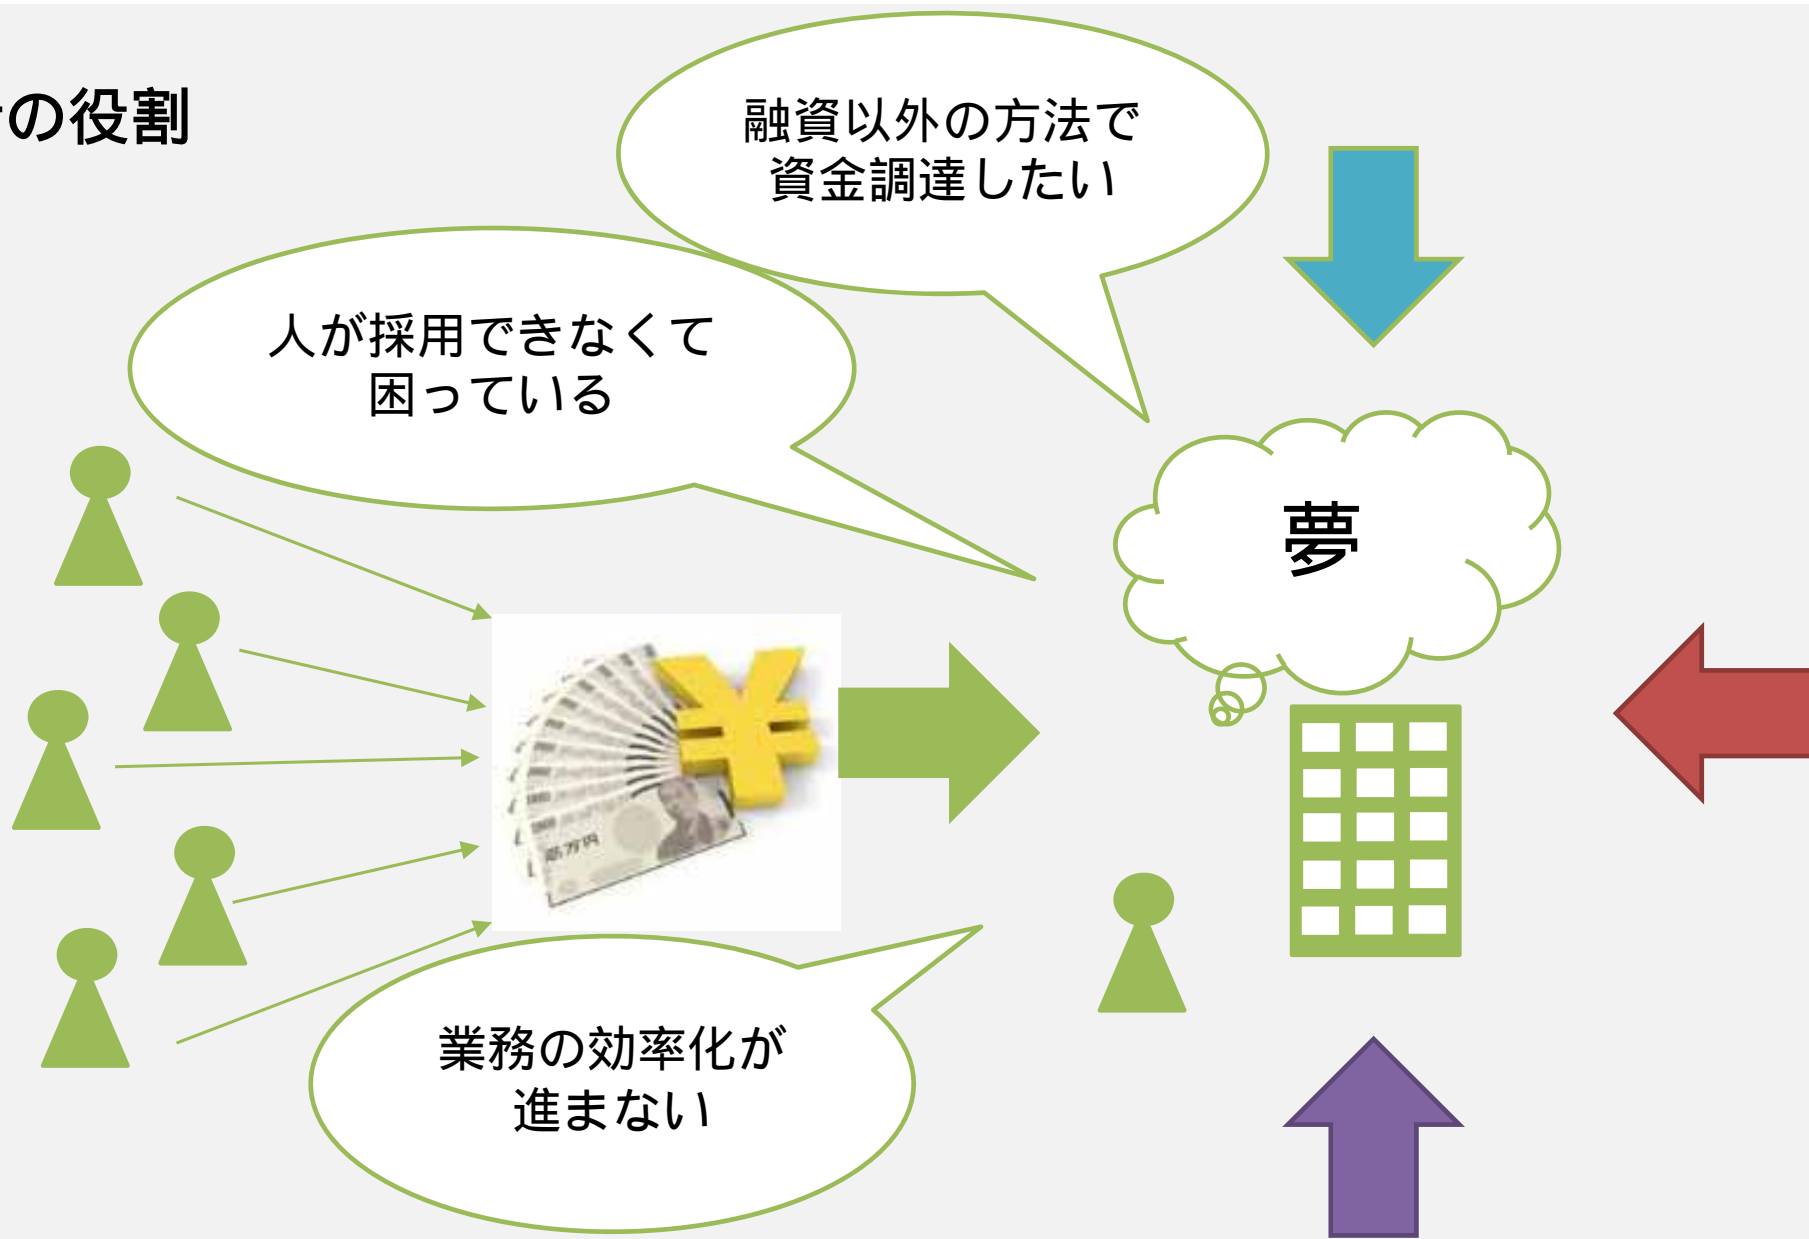 の役割
融資以外の方法で
資金調達したい
人が採用できなくて
困っている
夢
業務の効率化が
進まない